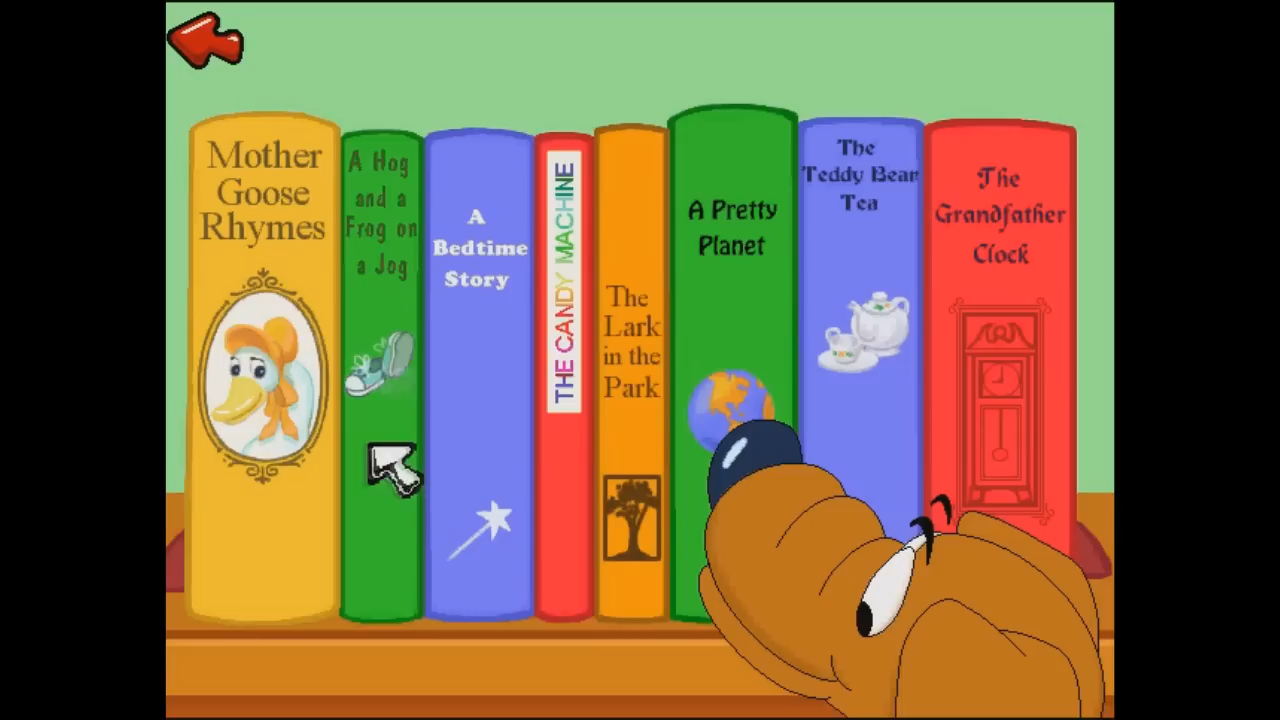 Mother
Goose
Rhymes
A Hog
and a
Frog on
a Jog
A
Bedtime
Story
THE CANDY MACHINE
The
Lark
in the
Park
A Pretty
Planet
The
Teddy Bear
Tea
The
Grandfather
Clock